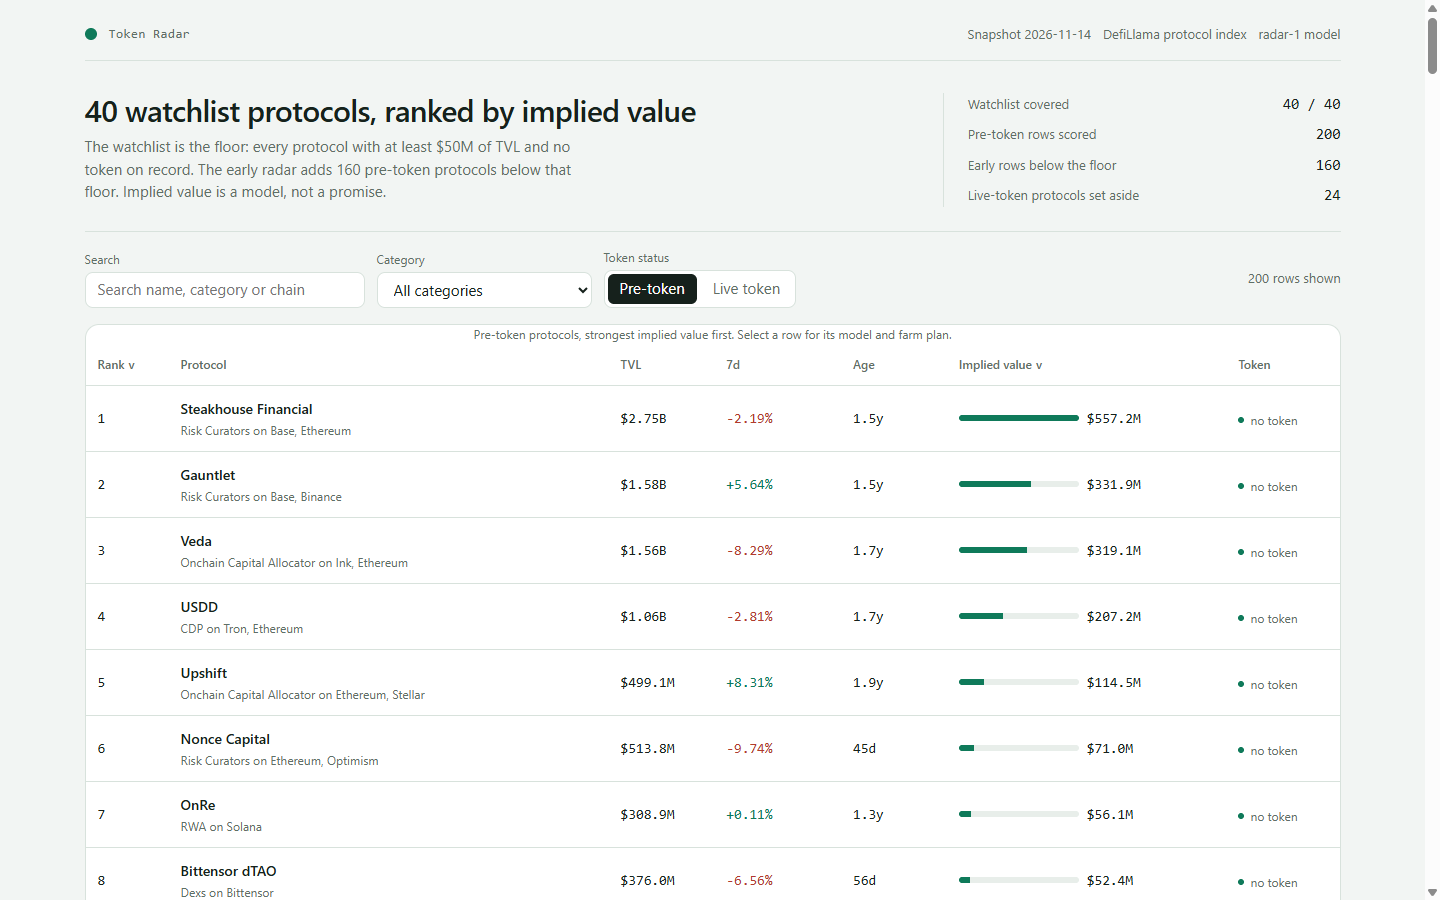 Token Radar
Snapshot 2026-11-14 DefiLlama protocol index radar-1 model
40 watchlist protocols, ranked by implied value
The watchlist is the floor: every protocol with at least $50M of TVL and no
token on record. The early radar adds 160 pre-token protocols below that
floor. Implied value is a model, not a promise.
Watchlist covered 40 / 40
Pre-token rows scored 200
Early rows below the floor 160
Live-token protocols set aside 24
Search
Category
Token status
Search name, category or chain
All categories
Pre-token
Live token
200 rows shown
Pre-token protocols, strongest implied value first. Select a row for its model and farm plan.
Rank v Protocol TVL 7d Age Implied value v Token
1 Steakhouse Financial $2.75B -2.19% 1.5y $557.2M no token
Risk Curators on Base, Ethereum
2 Gauntlet $1.58B +5.64% 1.5y $331.9M no token
Risk Curators on Base, Binance
3 Veda $1.56B -8.29% 1.7y $319.1M no token
Onchain Capital Allocator on Ink, Ethereum
4 USDD $1.06B -2.81% 1.7y $207.2M no token
CDP on Tron, Ethereum
5 Upshift $499.1M +8.31% 1.9y $114.5M no token
Onchain Capital Allocator on Ethereum, Stellar
6 Nonce Capital $513.8M -9.74% 45d $71.0M no token
Risk Curators on Ethereum, Optimism
7 OnRe $308.9M +0.11% 1.3y $56.1M no token
RWA on Solana
8 Bittensor dTAO $376.0M -6.56% 56d $52.4M no token
Dexs on Bittensor